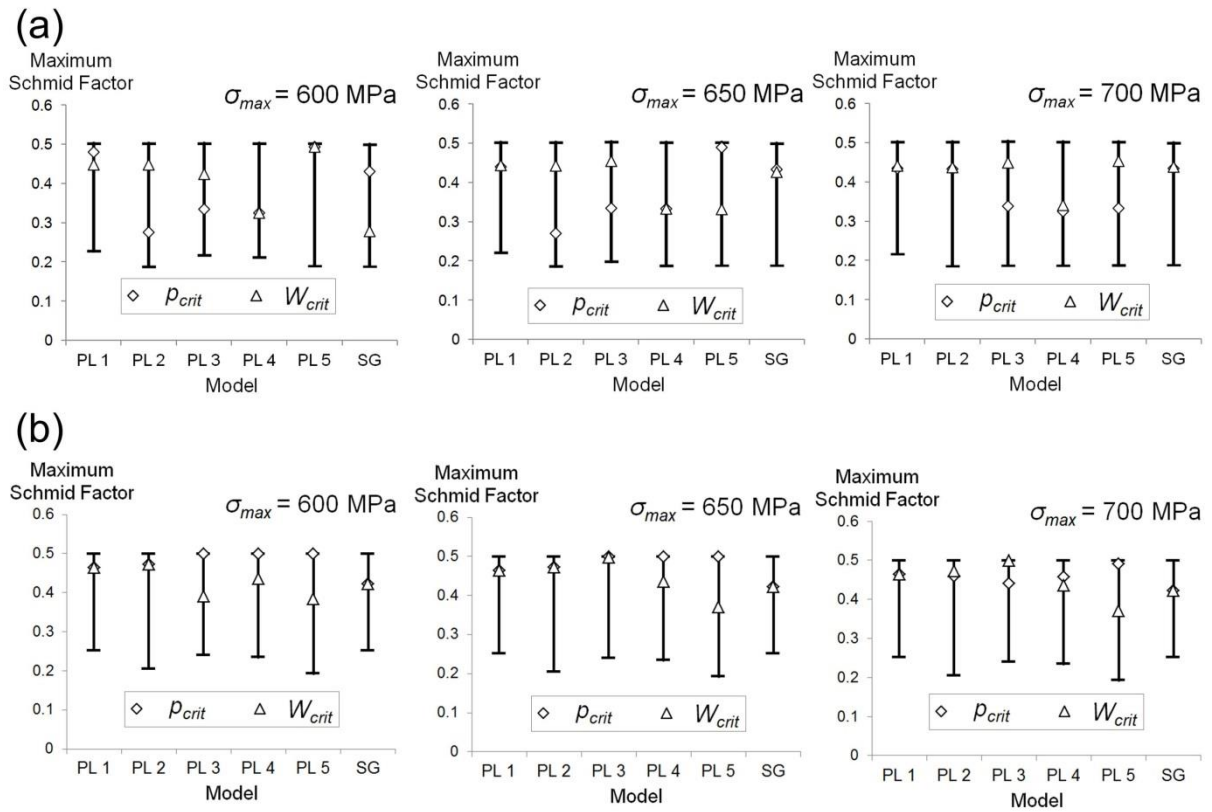 (a)
Maximum
Schmid Factor
σmax = 600 MPa
0.6
0.5
0.4
0.3
0.2
0.1
0
pcrit Wcrit
PL 1 PL 2 PL 3 PL 4 PL 5 SG
Model
Maximum
Schmid Factor
σmax = 650 MPa
0.6
0.5
0.4
0.3
0.2
0.1
0
pcrit Wcrit
PL 1 PL 2 PL 3 PL 4 PL 5 SG
Model
Maximum
Schmid Factor
σmax = 700 MPa
0.6
0.5
0.4
0.3
0.2
0.1
0
pcrit Wcrit
PL 1 PL 2 PL 3 PL 4 PL 5 SG
Model
(b)
Maximum
Schmid Factor
σmax = 600 MPa
0.6
0.5
0.4
0.3
0.2
0.1
0
pcrit Wcrit
PL 1 PL 2 PL 3 PL 4 PL 5 SG
Model
Maximum
Schmid Factor
σmax = 650 MPa
0.6
0.5
0.4
0.3
0.2
0.1
0
pcrit Wcrit
PL 1 PL 2 PL 3 PL 4 PL 5 SG
Model
Maximum
Schmid Factor
σmax = 700 MPa
0.6
0.5
0.4
0.3
0.2
0.1
0
pcrit Wcrit
PL 1 PL 2 PL 3 PL 4 PL 5 SG
Model